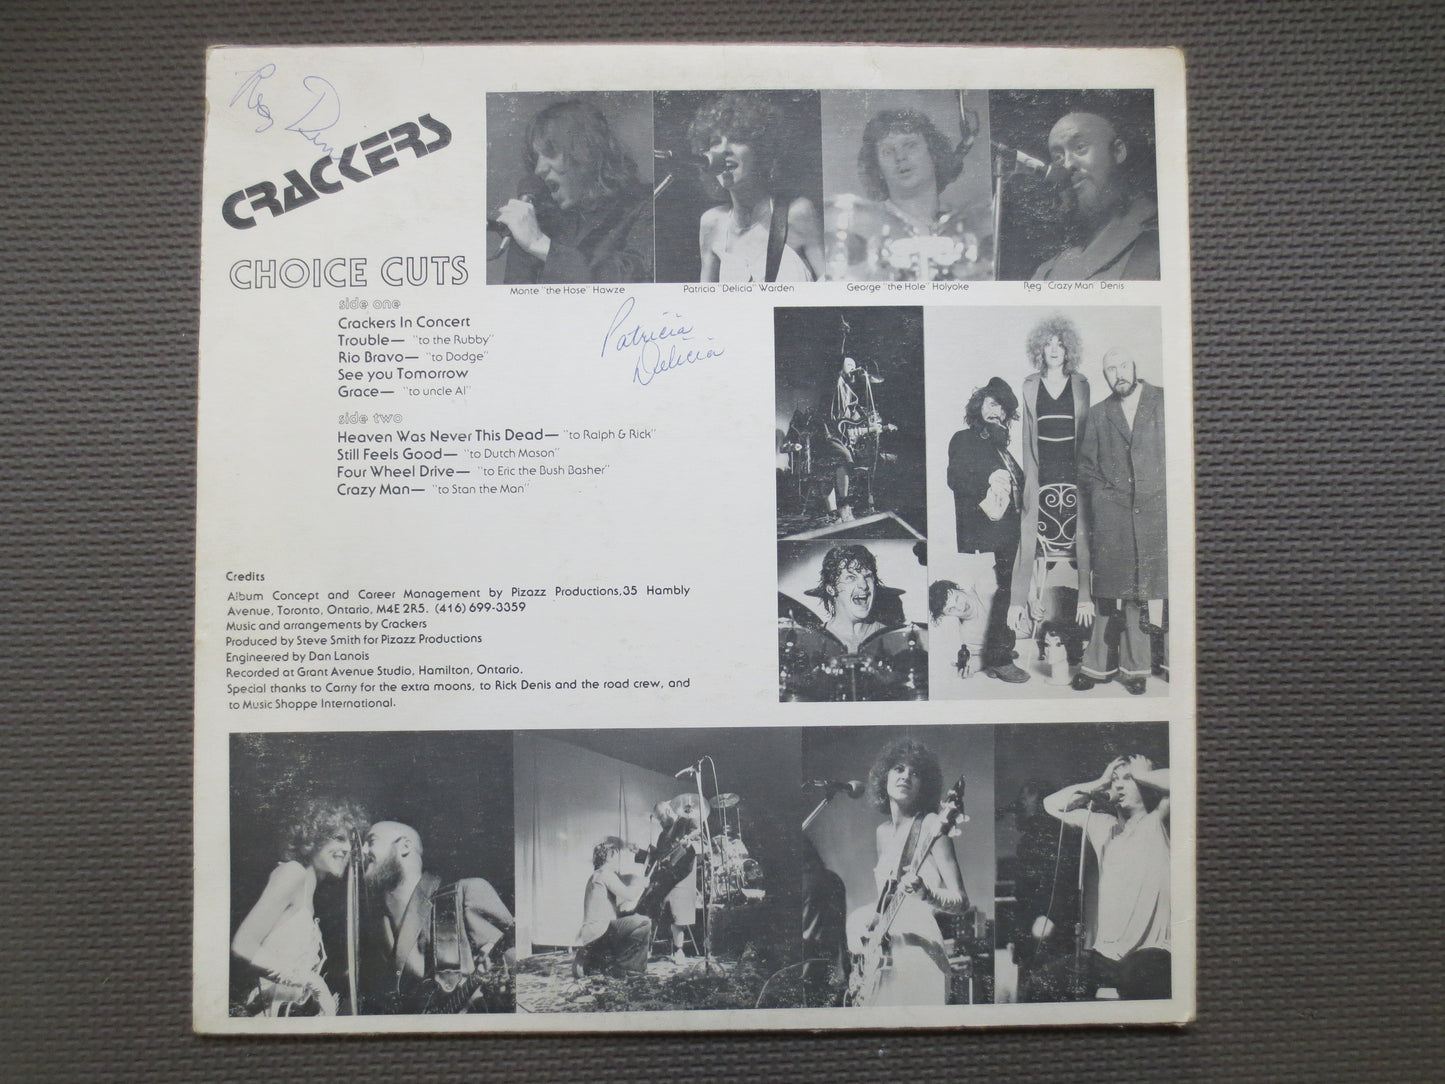 Reg Denis
CRACKERS
CHOICE CUTS
side one
Crackers In Concert
Trouble— "to the Rubby"
Rio Bravo— "to Dodge"
See you Tomorrow
Grace— "to uncle Al"
side two
Heaven Was Never This Dead— "to Ralph & Rick"
Still Feels Good— "to Dutch Mason"
Four Wheel Drive— "to Eric the Bush Basher"
Crazy Man— "to Stan the Man"
Monte "the Hose" Hawze
Patricia "Delicia" Warden
George "the Hole" Holyoke
Reg "Crazy Man" Denis
Patricia
Delicia
Credits
Album Concept and Career Management by Pizazz Productions,35 Hambly
Avenue, Toronto, Ontario, M4E 2R5. (416) 699-3359
Music and arrangements by Crackers
Produced by Steve Smith for Pizazz Productions
Engineered by Dan Lanois
Recorded at Grant Avenue Studio, Hamilton, Ontario.
Special thanks to Carny for the extra moons, to Rick Denis and the road crew, and
to Music Shoppe International.